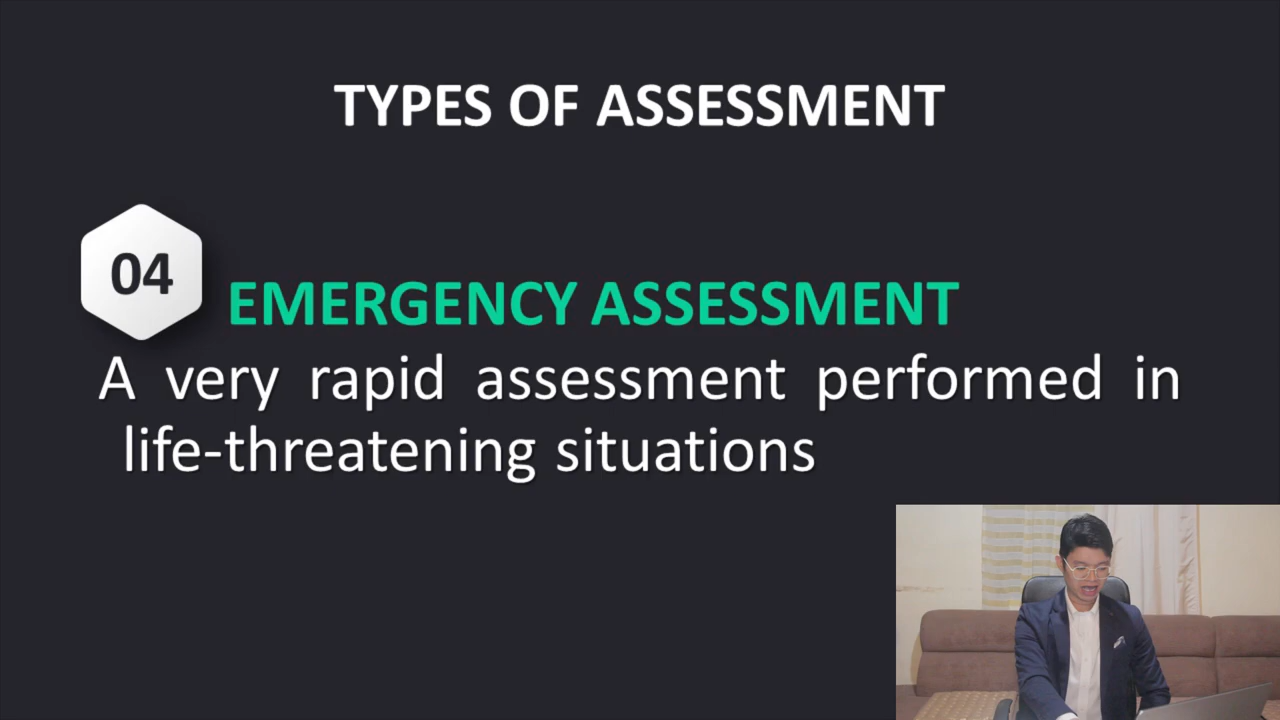 TYPES OF ASSESSMENT
04
EMERGENCY ASSESSMENT
A very rapid assessment performed in
life-threatening situations